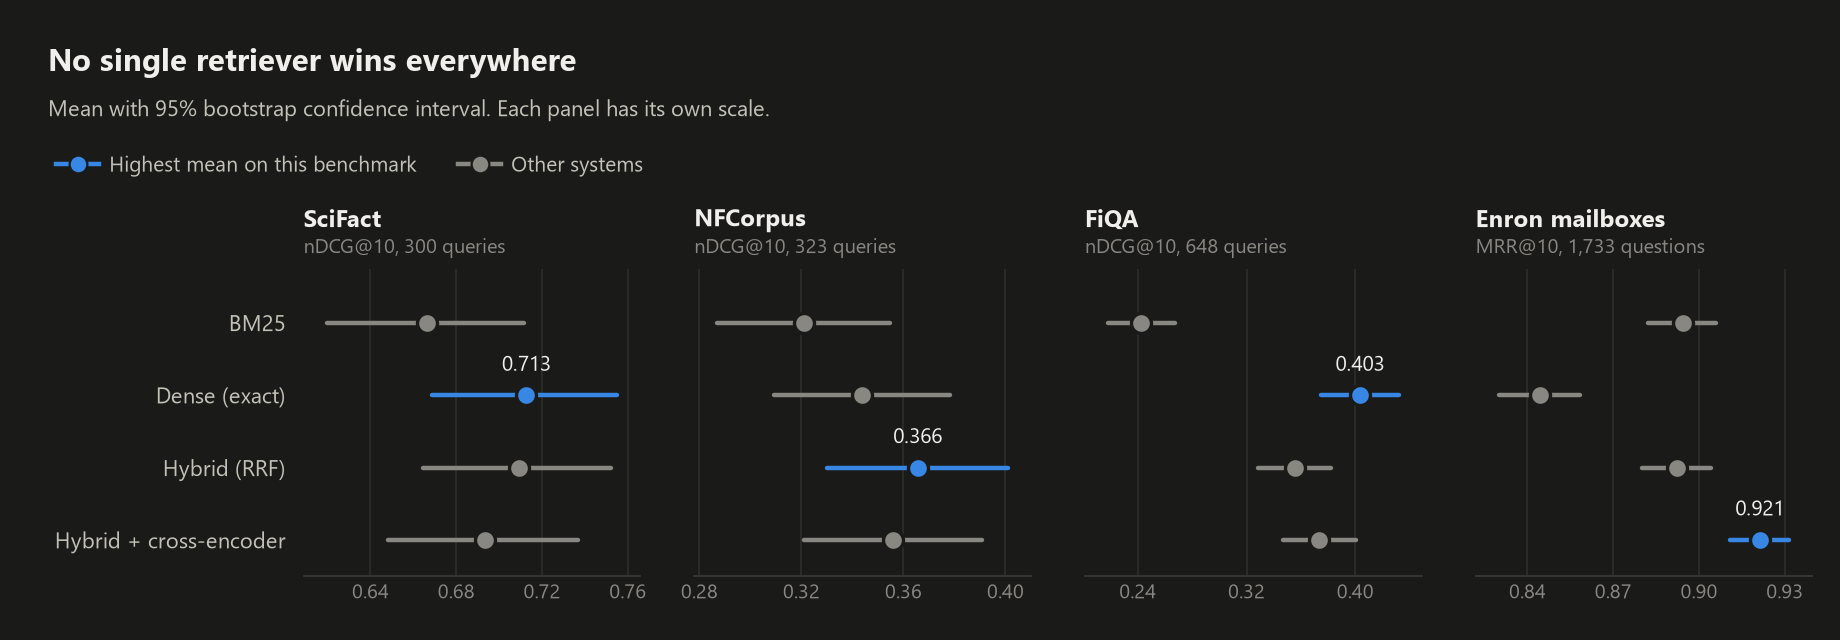 No single retriever wins everywhere
Mean with 95% bootstrap confidence interval. Each panel has its own scale.
Highest mean on this benchmark
Other systems
SciFact
nDCG@10, 300 queries
NFCorpus
nDCG@10, 323 queries
FiQA
nDCG@10, 648 queries
Enron mailboxes
MRR@10, 1,733 questions
BM25
Dense (exact)
Hybrid (RRF)
Hybrid + cross-encoder
0.713
0.366
0.403
0.921
0.64 0.68 0.72 0.76
0.28 0.32 0.36 0.40
0.24 0.32 0.40
0.84 0.87 0.90 0.93